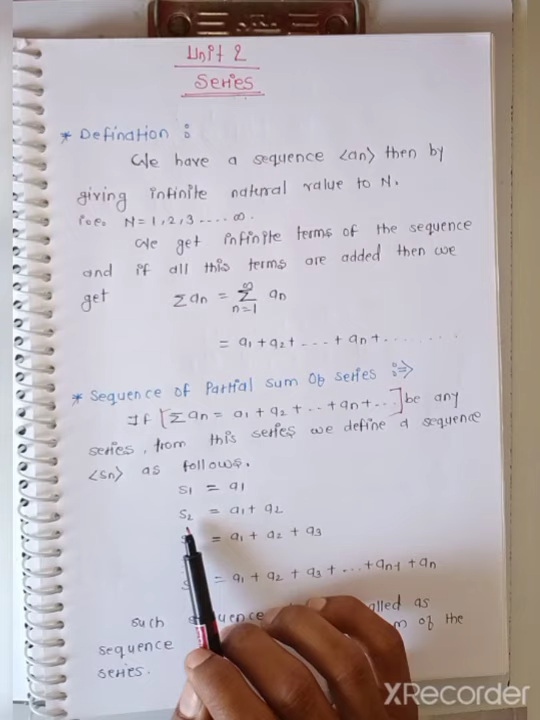 Unit 2
Series
* Defination :
We have a sequence <an> then by
giving infinite natural value to N.
i.e. N = 1, 2, 3 ..... ∞.
We get infinite terms of the sequence
and if all this terms are added then we
get Σ an = ∞ Σ n=1 an
= a1 + a2 + ... + an + .........
* Sequence of Partial sum Of series :=>
If [Σ an = a1 + a2 + .. + an + ..] be any
series, from this series we define a sequence
<sn> as follows.
s1 = a1
s2 = a1 + a2
= a1 + a2 + a3
= a1 + a2 + a3 + ... + an-1 + an
such as
sequence of the
series.
XRecorder